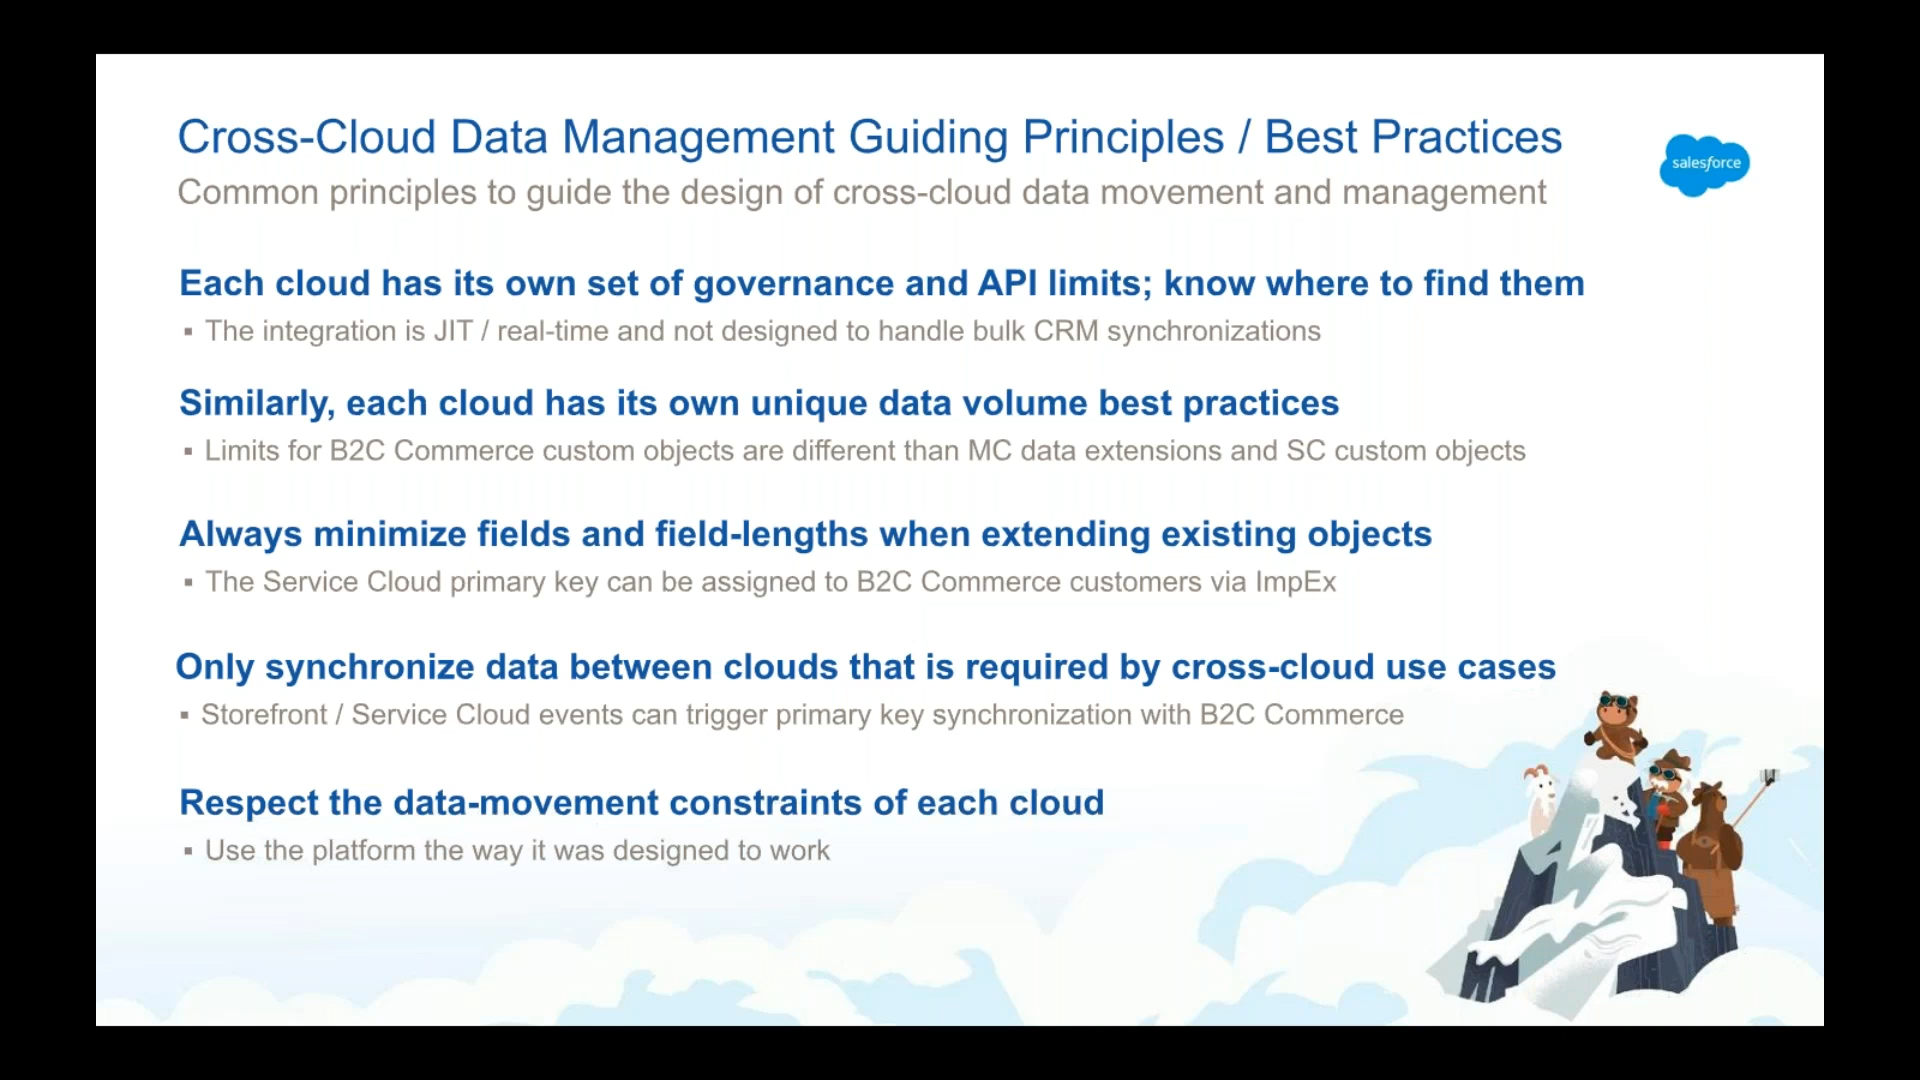 Cross-Cloud Data Management Guiding Principles / Best Practices
Common principles to guide the design of cross-cloud data movement and management
salesforce
Each cloud has its own set of governance and API limits; know where to find them
▪ The integration is JIT / real-time and not designed to handle bulk CRM synchronizations
Similarly, each cloud has its own unique data volume best practices
▪ Limits for B2C Commerce custom objects are different than MC data extensions and SC custom objects
Always minimize fields and field-lengths when extending existing objects
▪ The Service Cloud primary key can be assigned to B2C Commerce customers via ImpEx
Only synchronize data between clouds that is required by cross-cloud use cases
▪ Storefront / Service Cloud events can trigger primary key synchronization with B2C Commerce
Respect the data-movement constraints of each cloud
▪ Use the platform the way it was designed to work